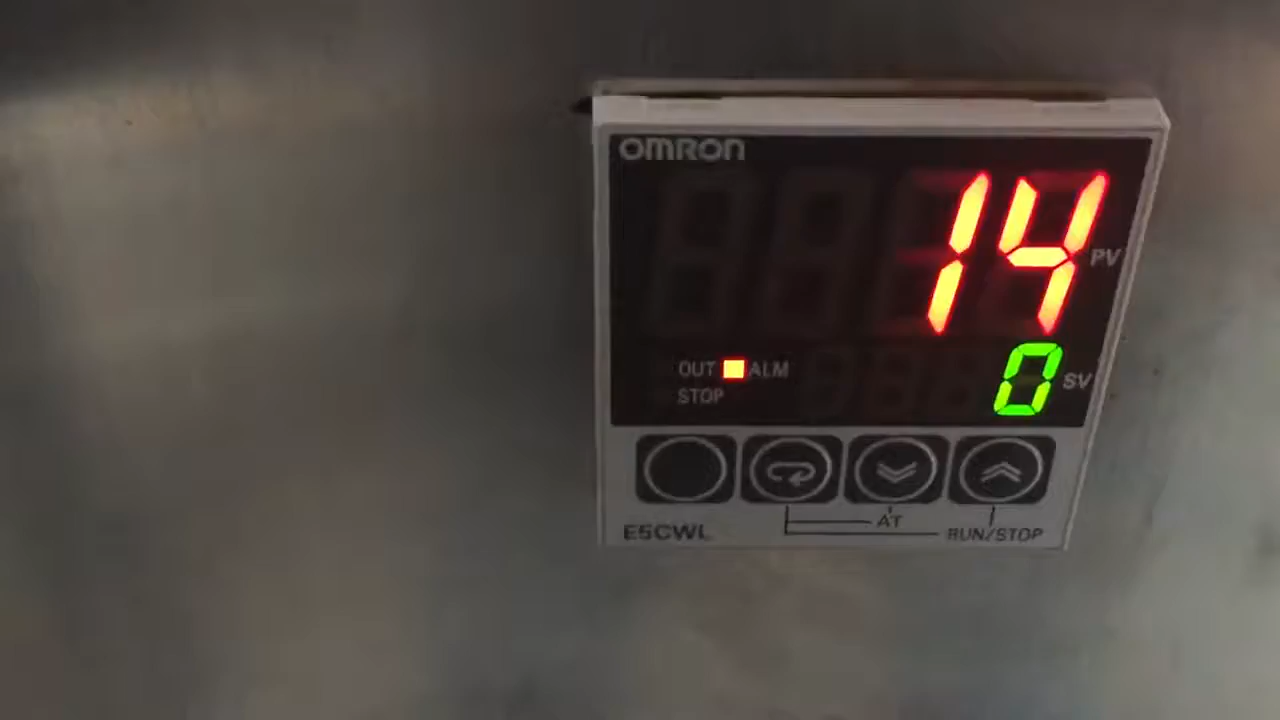 OMRON
14 PV
OUT ALM
0 SV
STOP
E5CWL
AT
RUN/STOP